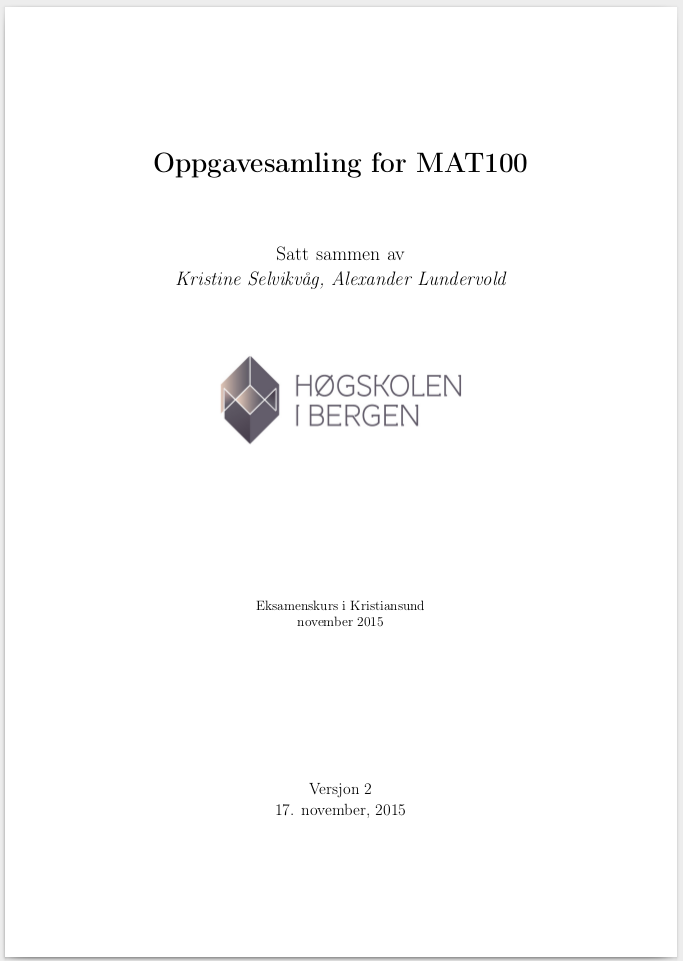 Oppgavesamling for MAT100
Satt sammen av
Kristine Selvikvåg, Alexander Lundervold
HØGSKOLEN
I BERGEN
Eksamenskurs i Kristiansund
november 2015
Versjon 2
17. november, 2015